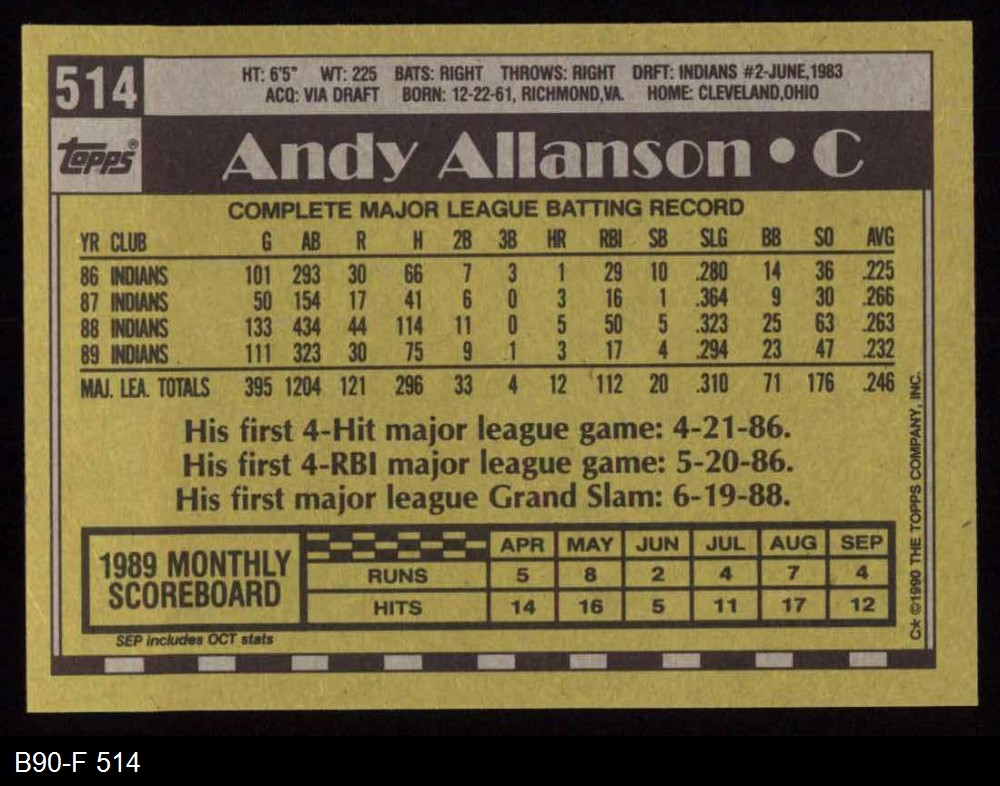 514
HT: 6'5" WT: 225 BATS: RIGHT THROWS: RIGHT DRFT: INDIANS #2-JUNE,1983
ACQ: VIA DRAFT BORN: 12-22-61, RICHMOND,VA. HOME: CLEVELAND,OHIO
topps®
Andy Allanson • C
COMPLETE MAJOR LEAGUE BATTING RECORD
YR CLUB G AB R H 2B 3B HR RBI SB SLG BB SO AVG
86 INDIANS 101 293 30 66 7 3 1 29 10 .280 14 36 .225
87 INDIANS 50 154 17 41 6 0 3 16 1 .364 9 30 .266
88 INDIANS 133 434 44 114 11 0 5 50 5 .323 25 63 .263
89 INDIANS 111 323 30 75 9 1 3 17 4 .294 23 47 .232
MAJ. LEA. TOTALS 395 1204 121 296 33 4 12 112 20 .310 71 176 .246
His first 4-Hit major league game: 4-21-86.
His first 4-RBI major league game: 5-20-86.
His first major league Grand Slam: 6-19-88.
1989 MONTHLY
SCOREBOARD
APR MAY JUN JUL AUG SEP
RUNS 5 8 2 4 7 4
HITS 14 16 5 11 17 12
SEP includes OCT stats
C* ©1990 THE TOPPS COMPANY, INC.
B90-F 514